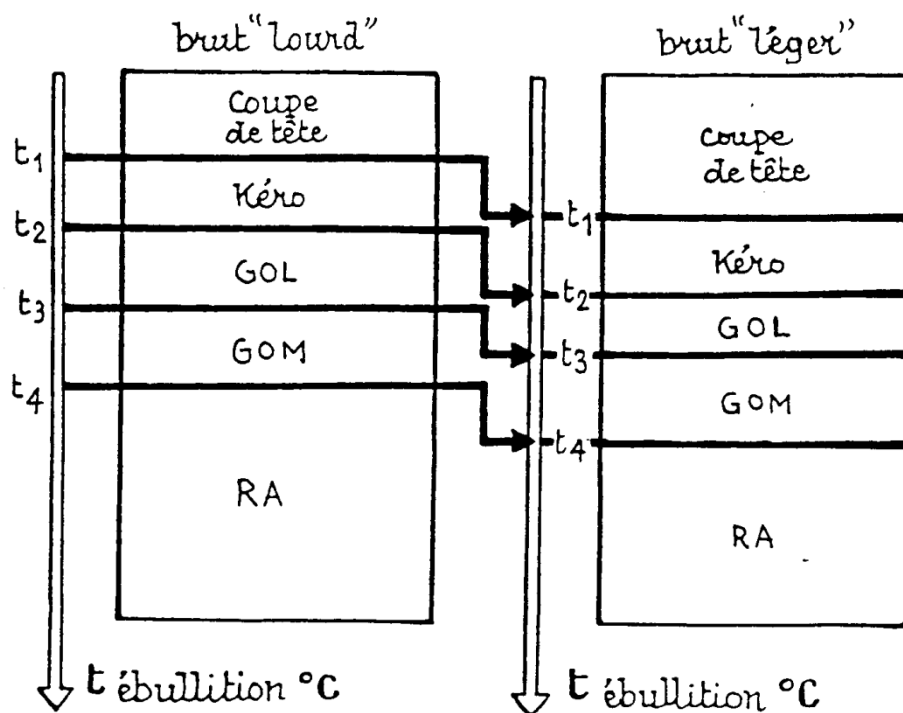 brut "lourd"
Coupe
de tête
t1
Kéro
t2
GOL
t3
GOM
t4
RA
t ébullition °C
brut "léger"
coupe
de tête
t1
Kéro
t2
GOL
t3
GOM
t4
RA
t ébullition °C